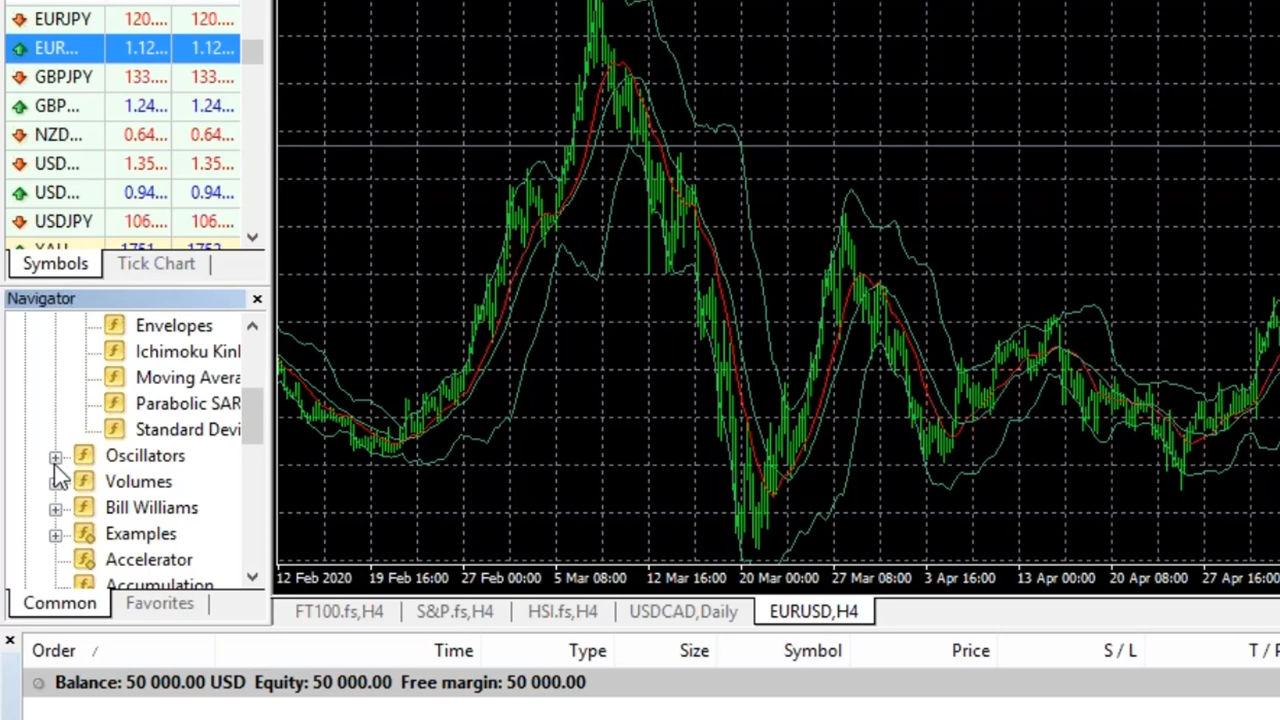 EURJPY 120.... 120....
EUR... 1.12... 1.12...
GBPJPY 133.... 133....
GBP... 1.24... 1.24...
NZD... 0.64... 0.64...
USD... 1.35... 1.35...
USD... 0.94... 0.94...
USDJPY 106.... 106....
XAU... 1751... 1752...
Symbols Tick Chart
Navigator
Envelopes
Ichimoku Kinl
Moving Avera
Parabolic SAR
Standard Devi
Oscillators
Volumes
Bill Williams
Examples
Accelerator
Accumulation
Common Favorites
12 Feb 2020 19 Feb 16:00 27 Feb 00:00 5 Mar 08:00 12 Mar 16:00 20 Mar 00:00 27 Mar 08:00 3 Apr 16:00 13 Apr 00:00 20 Apr 08:00 27 Apr 16:00
FT100.fs,H4 S&P.fs,H4 HSI.fs,H4 USDCAD,Daily EURUSD,H4
Order / Time Type Size Symbol Price S / L T / P
Balance: 50 000.00 USD Equity: 50 000.00 Free margin: 50 000.00